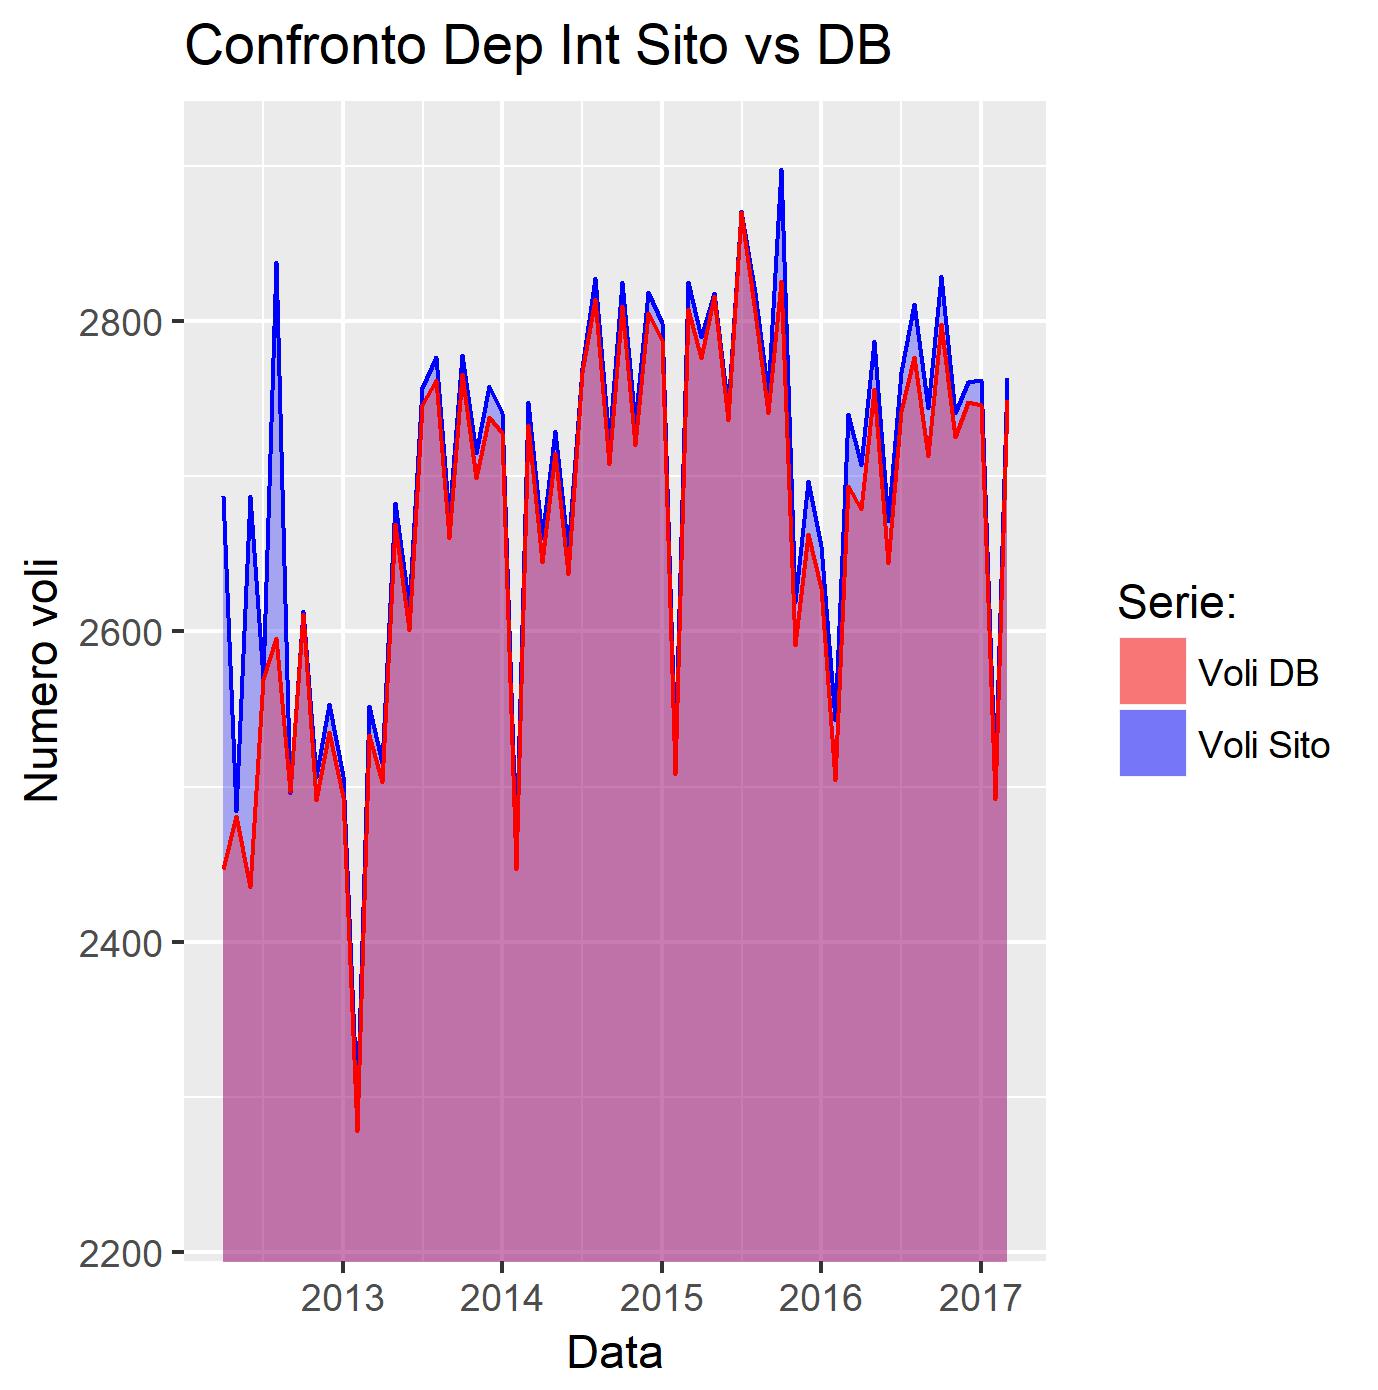 Confronto Dep Int Sito vs DB
Numero voli
2800
2600
2400
2200
2013 2014 2015 2016 2017
Data
Serie:
Voli DB
Voli Sito